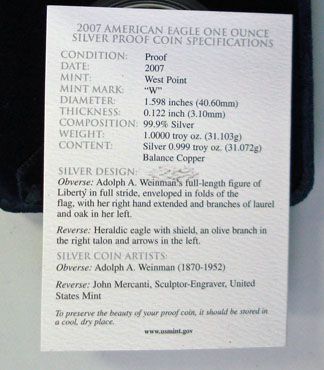 2007 AMERICAN EAGLE ONE OUNCE
SILVER PROOF COIN SPECIFICATIONS
CONDITION: Proof
DATE: 2007
MINT: West Point
MINT MARK: "W"
DIAMETER: 1.598 inches (40.60mm)
THICKNESS: 0.122 inch (3.10mm)
COMPOSITION: 99.9% Silver
WEIGHT: 1.0000 troy oz. (31.103g)
CONTENT: Silver 0.999 troy oz. (31.072g)
Balance Copper
SILVER DESIGN:
Obverse: Adolph A. Weinman's full-length figure of
Liberty in full stride, enveloped in folds of the
flag, with her right hand extended and branches of laurel
and oak in her left.
Reverse: Heraldic eagle with shield, an olive branch in
the right talon and arrows in the left.
SILVER COIN ARTISTS:
Obverse: Adolph A. Weinman (1870-1952)
Reverse: John Mercanti, Sculptor-Engraver, United
States Mint
To preserve the beauty of your proof coin, it should be stored in
a cool, dry place.
www.usmint.gov